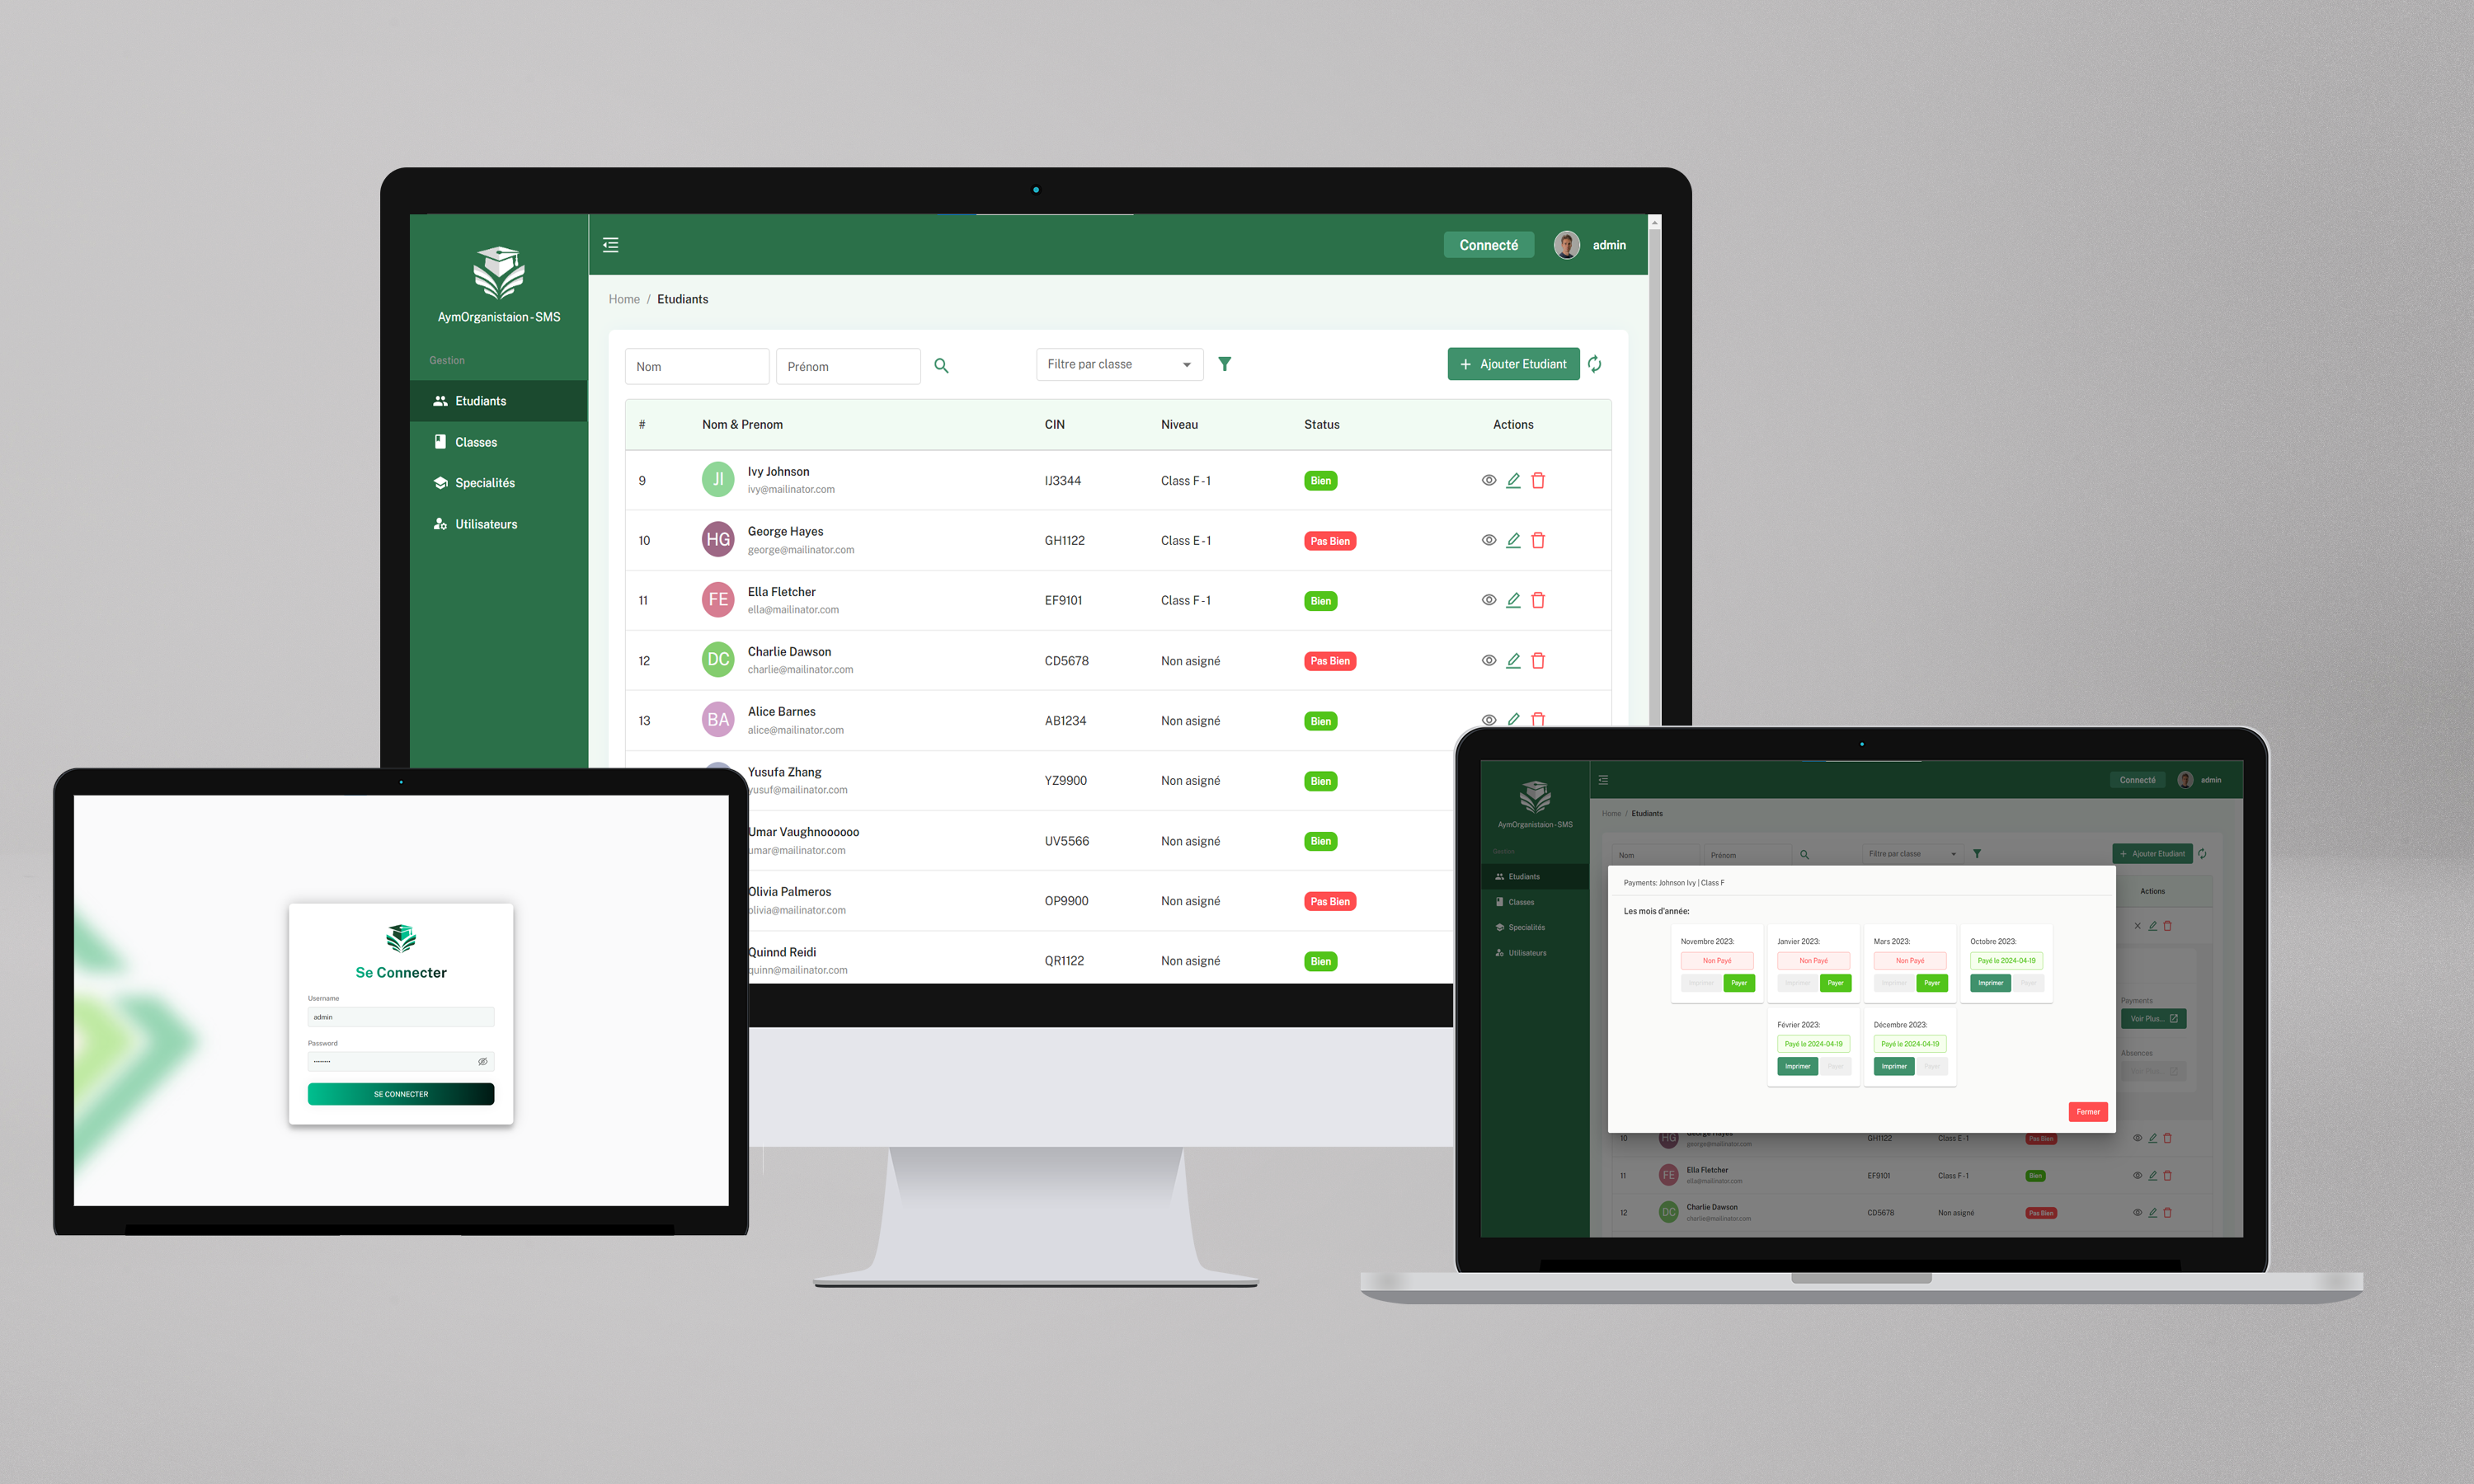 Connecté admin
AymOrganistaion - SMS
Home / Etudiants
Gestion
Etudiants
Classes
Specialités
Utilisateurs
Nom Prénom Filtre par classe + Ajouter Etudiant
# Nom & Prenom CIN Niveau Status Actions
9 JI Ivy Johnson IJ3344 Class F - 1 Bien
ivy@mailinator.com
10 HG George Hayes GH1122 Class E - 1 Pas Bien
george@mailinator.com
11 FE Ella Fletcher EF9101 Class F - 1 Bien
ella@mailinator.com
12 DC Charlie Dawson CD5678 Non asigné Pas Bien
charlie@mailinator.com
13 BA Alice Barnes AB1234 Non asigné Bien
alice@mailinator.com
Yusufa Zhang YZ9900 Non asigné Bien
yusuf@mailinator.com
Umar Vaughnoooooo UV5566 Non asigné Bien
umar@mailinator.com
Olivia Palmeros OP9900 Non asigné Pas Bien
olivia@mailinator.com
Quinnd Reidi QR1122 Non asigné Bien
quinn@mailinator.com
Se Connecter
Username
admin
Password
SE CONNECTER
Connecté admin
AymOrganistaion - SMS
Home / Etudiants
Gestion
Etudiants
Classes
Specialités
Utilisateurs
Nom Prénom Filtre par classe + Ajouter Etudiant
Actions
Payments: Johnson Ivy | Class F
Les mois d'année:
Novembre 2023: Janvier 2023: Mars 2023: Octobre 2023:
Non Payé Non Payé Non Payé Payé le 2024-04-19
Imprimer Payer Imprimer Payer Imprimer Payer Imprimer Payer
Février 2023: Décembre 2023:
Payé le 2024-04-19 Payé le 2024-04-19
Imprimer Payer Imprimer Payer
Fermer
Payments
Voir Plus...
Absences
10 HG George Hayes GH1122 Class E - 1 Pas Bien
george@mailinator.com
11 FE Ella Fletcher EF9101 Class F - 1 Bien
ella@mailinator.com
12 DC Charlie Dawson CD5678 Non asigné Pas Bien
charlie@mailinator.com